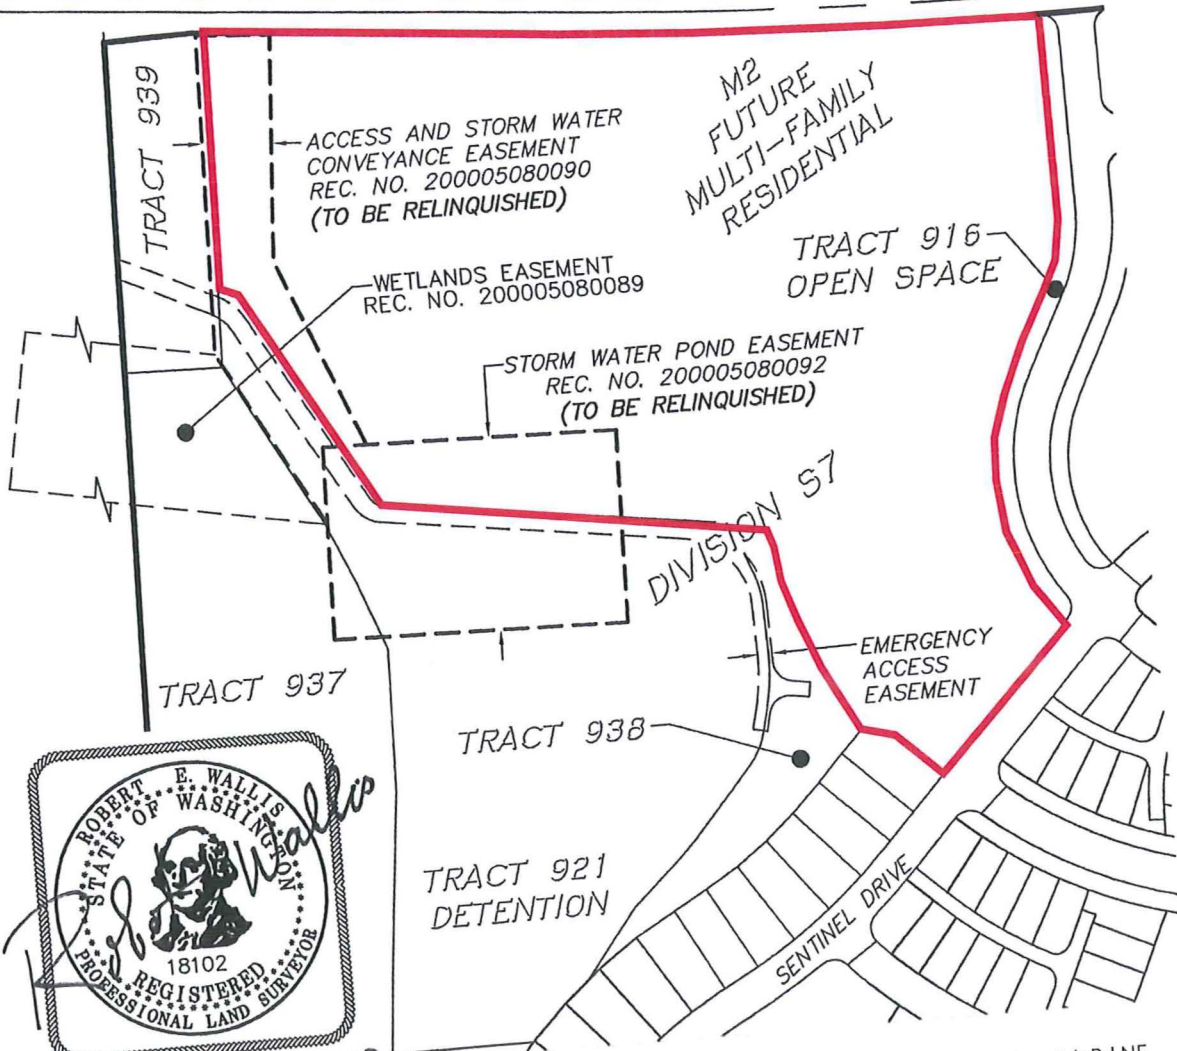 M2
FUTURE
MULTI-FAMILY
RESIDENTIAL
TRACT 939
ACCESS AND STORM WATER
CONVEYANCE EASEMENT
REC. NO. 200005080090
(TO BE RELINQUISHED)
WETLANDS EASEMENT
REC. NO. 200005080089
TRACT 916
OPEN SPACE
STORM WATER POND EASEMENT
REC. NO. 200005080092
(TO BE RELINQUISHED)
DIVISION S7
EMERGENCY
ACCESS
EASEMENT
TRACT 937
TRACT 938
TRACT 921
DETENTION
SENTINEL DRIVE
ROBERT E. WALLIS
STATE OF WASHINGTON
18102
REGISTERED
PROFESSIONAL LAND SURVEYOR
Wallis